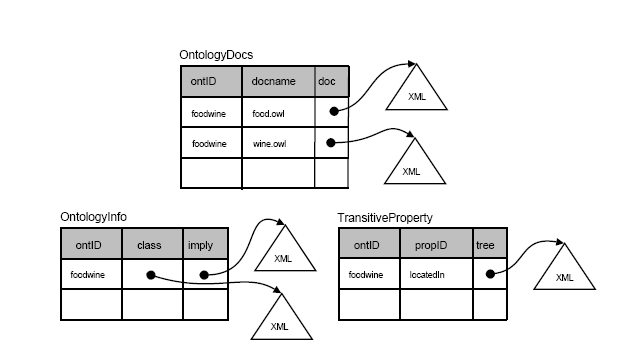 OntologyDocs
ontID docname doc
foodwine food.owl
XML
foodwine wine.owl
XML
OntologyInfo
ontID class imply
foodwine
XML
XML
TransitiveProperty
ontID propID tree
foodwine locatedIn
XML